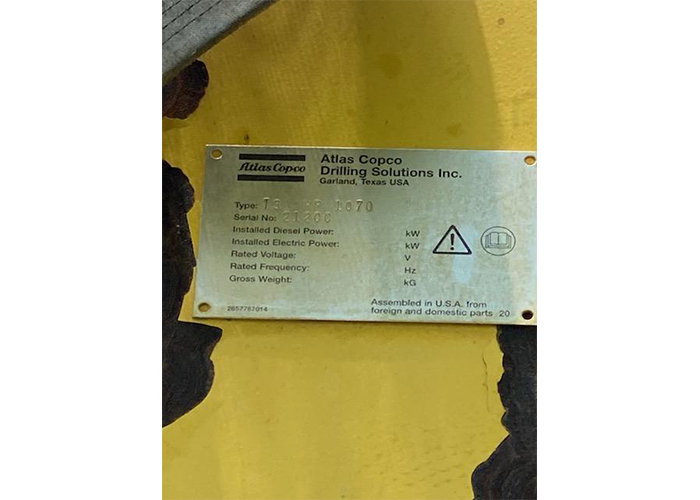 Atlas Copco
Atlas Copco
Drilling Solutions Inc.
Garland, Texas USA
Type:
Serial No:
Installed Diesel Power: kW
Installed Electric Power: kW
Rated Voltage: V
Rated Frequency: Hz
Gross Weight: kG
2657767014
Assembled in U.S.A. from
foreign and domestic parts 20